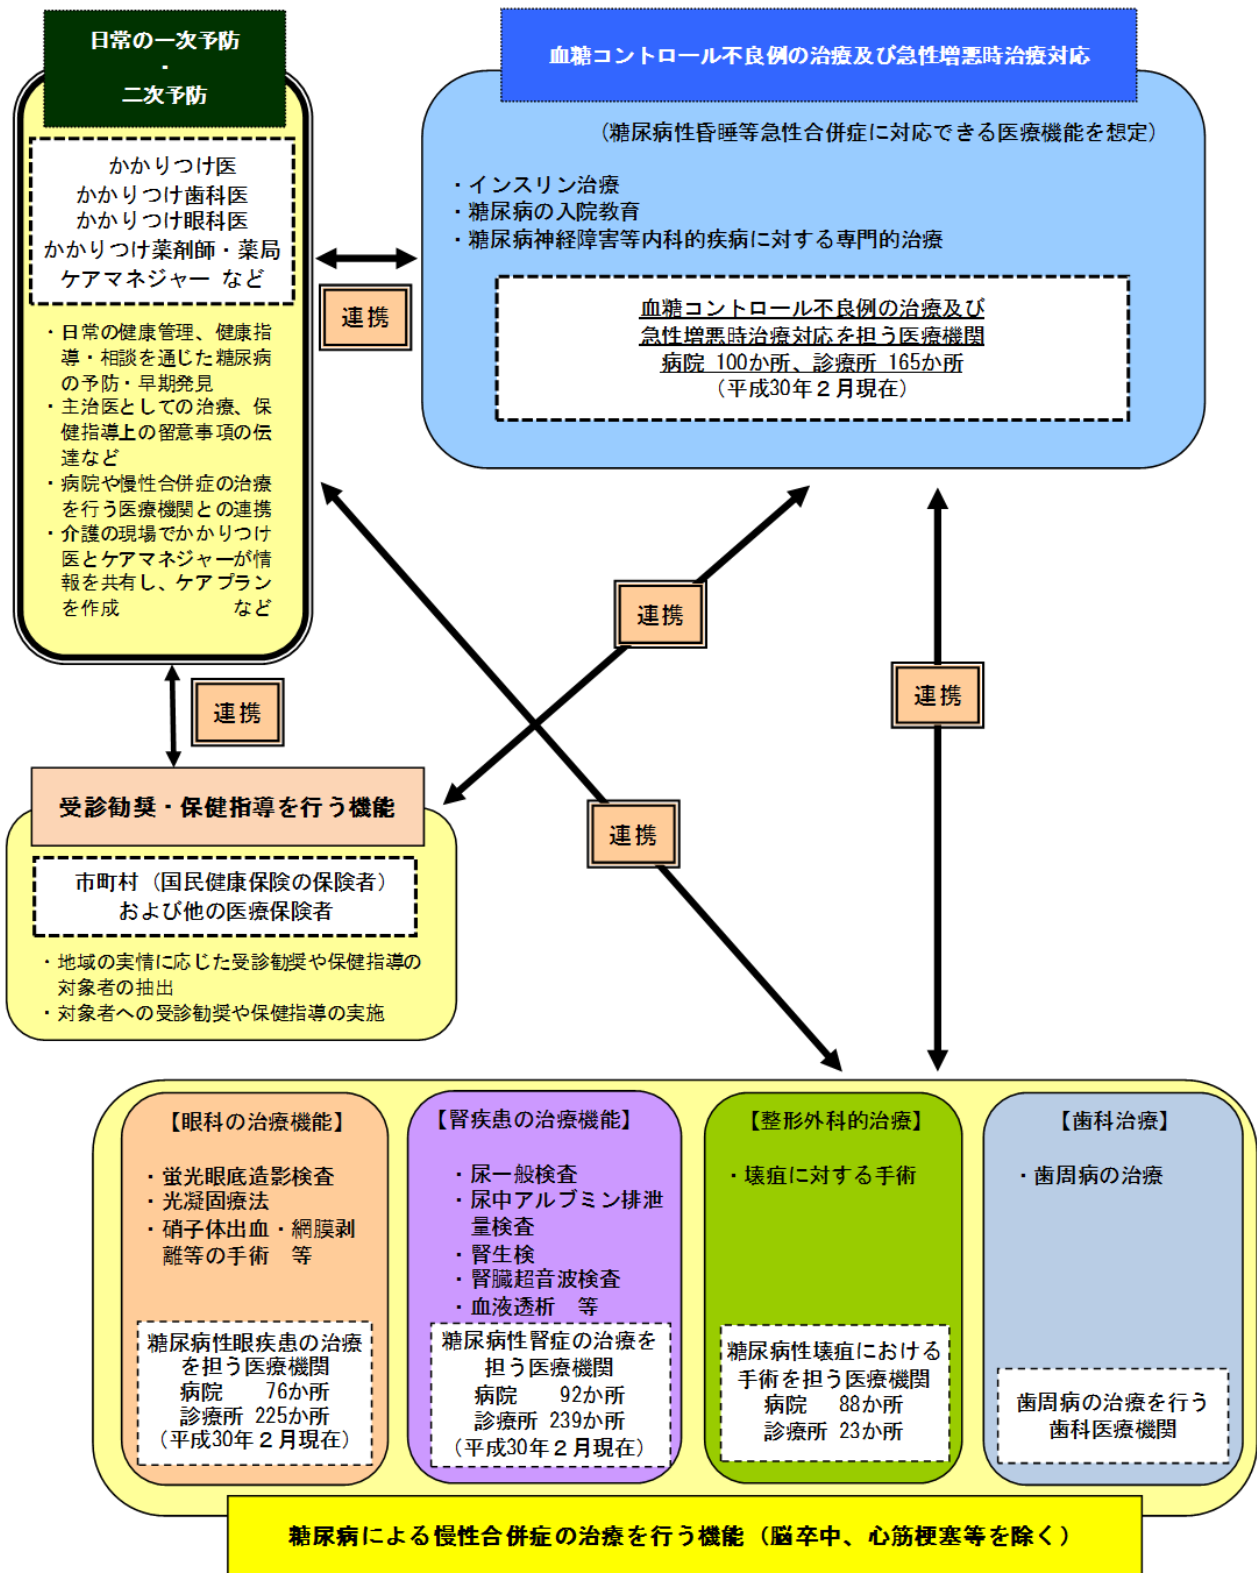 日常の一次予防
・
二次予防
かかりつけ医
かかりつけ歯科医
かかりつけ眼科医
かかりつけ薬剤師・薬局
ケアマネジャー など
・日常の健康管理、健康指
導・相談を通じた糖尿病
の予防・早期発見
・主治医としての治療、保
健指導上の留意事項の伝
達など
・病院や慢性合併症の治療
を行う医療機関との連携
・介護の現場でかかりつけ
医とケアマネジャーが情
報を共有し、ケアプラン
を作成 など
血糖コントロール不良例の治療及び急性増悪時治療対応
(糖尿病性昏睡等急性合併症に対応できる医療機能を想定)
・インスリン治療
・糖尿病の入院教育
・糖尿病神経障害等内科的疾病に対する専門的治療
血糖コントロール不良例の治療及び
急性増悪時治療対応を担う医療機関
病院 100か所、診療所 165か所
(平成30年2月現在)
連携
連携
連携
連携
連携
受診勧奨・保健指導を行う機能
市町村(国民健康保険の保険者)
および他の医療保険者
・地域の実情に応じた受診勧奨や保健指導の
対象者の抽出
・対象者への受診勧奨や保健指導の実施
【眼科の治療機能】
・蛍光眼底造影検査
・光凝固療法
・硝子体出血・網膜剥
離等の手術 等
糖尿病性眼疾患の治療
を担う医療機関
病院 76か所
診療所 225か所
(平成30年2月現在)
【腎疾患の治療機能】
・尿一般検査
・尿中アルブミン排泄
量検査
・腎生検
・腎臓超音波検査
・血液透析 等
糖尿病性腎症の治療を
担う医療機関
病院 92か所
診療所 239か所
(平成30年2月現在)
【整形外科的治療】
・壊疽に対する手術
糖尿病性壊疽における
手術を担う医療機関
病院 88か所
診療所 23か所
【歯科治療】
・歯周病の治療
歯周病の治療を行う
歯科医療機関
糖尿病による慢性合併症の治療を行う機能(脳卒中、心筋梗塞等を除く)